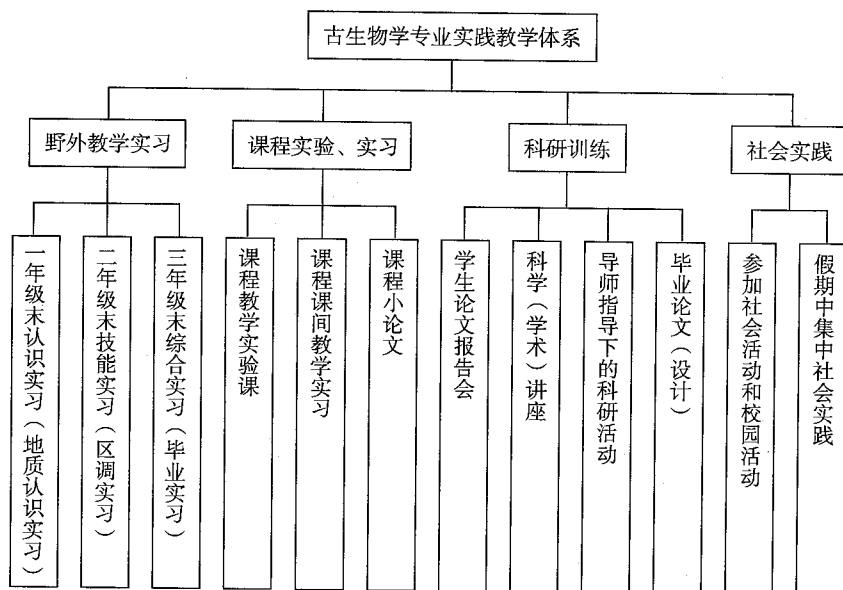 古生物学专业实践教学体系
野外教学实习
课程实验、实习
科研训练
社会实践
一年级末认识实习(地质认识实习)
二年级末技能实习(区调实习)
三年级末综合实习(毕业实习)
课程教学实验课
课程课间教学实习
课程小论文
学生论文报告会
科学(学术)讲座
导师指导下的科研活动
毕业论文(设计)
参加社会活动和校园活动
假期中集中社会实践